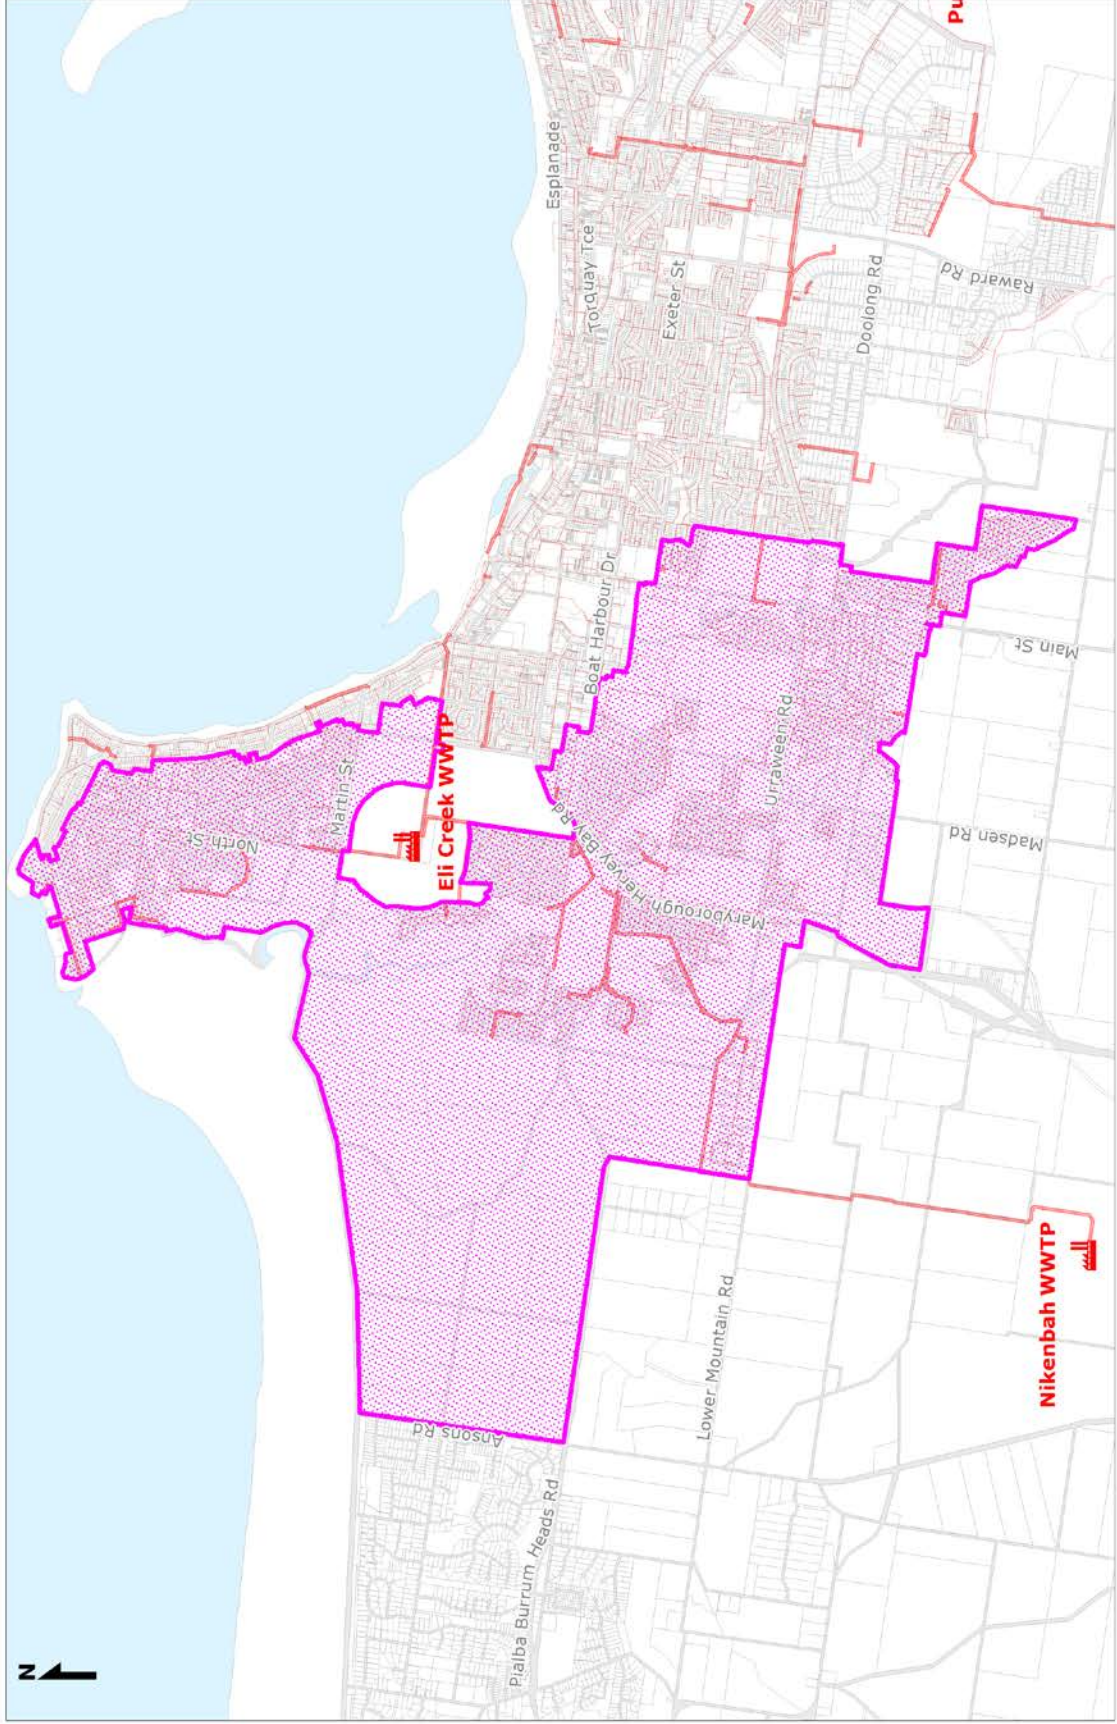 N
North St
Martin St
Eli Creek WWTP
Ansons Rd
Pialba Burrum Heads Rd
Esplanade
Torquay Tce
Boat Harbour Dr
Maryborough Hervey Bay Rd
Exeter St
Lower Mountain Rd
Urraween Rd
Doolong Rd
Pu
Raward Rd
Madsen Rd
Main St
Nikenbah WWTP